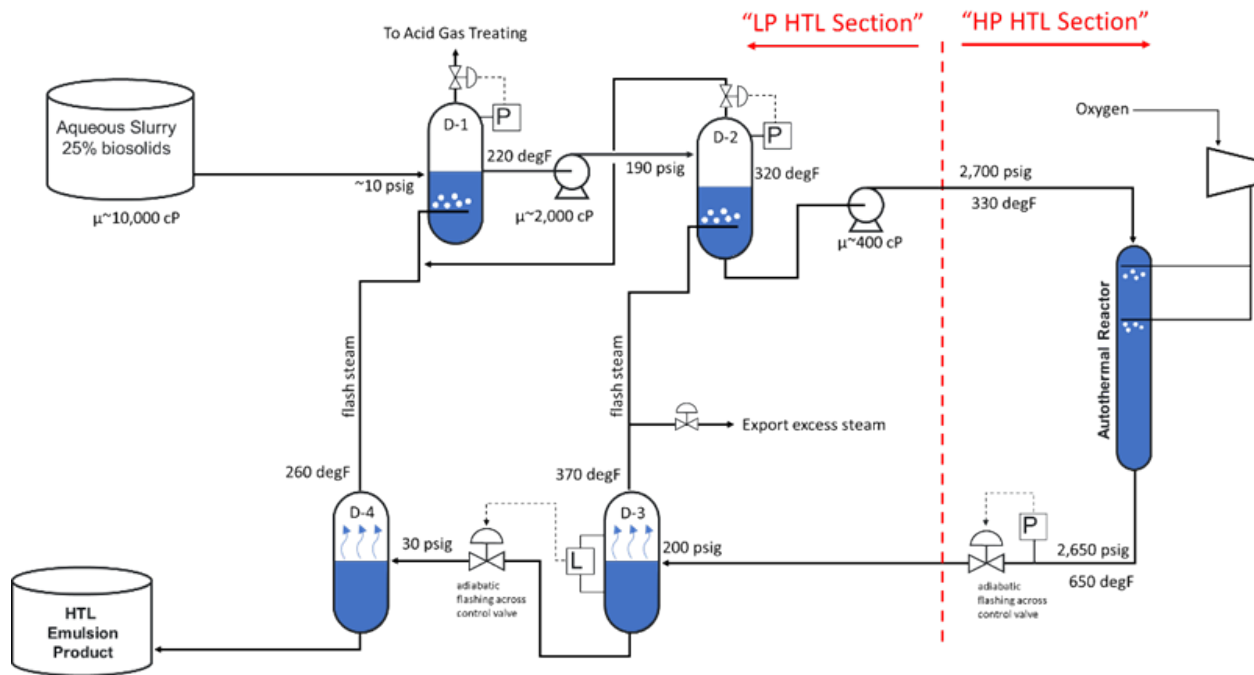 “LP HTL Section”
“HP HTL Section”
To Acid Gas Treating
Oxygen
Aqueous Slurry
25% biosolids
P
D-1
220 degF
~10 psig
μ~10,000 cP
μ~2,000 cP
190 psig
P
D-2
320 degF
μ~400 cP
2,700 psig
330 degF
Autothermal Reactor
flash steam
flash steam
Export excess steam
260 degF
370 degF
D-4
30 psig
adiabatic
flashing across
control valve
L
D-3
200 psig
P
2,650 psig
650 degF
adiabatic
flashing across
control valve
HTL
Emulsion
Product